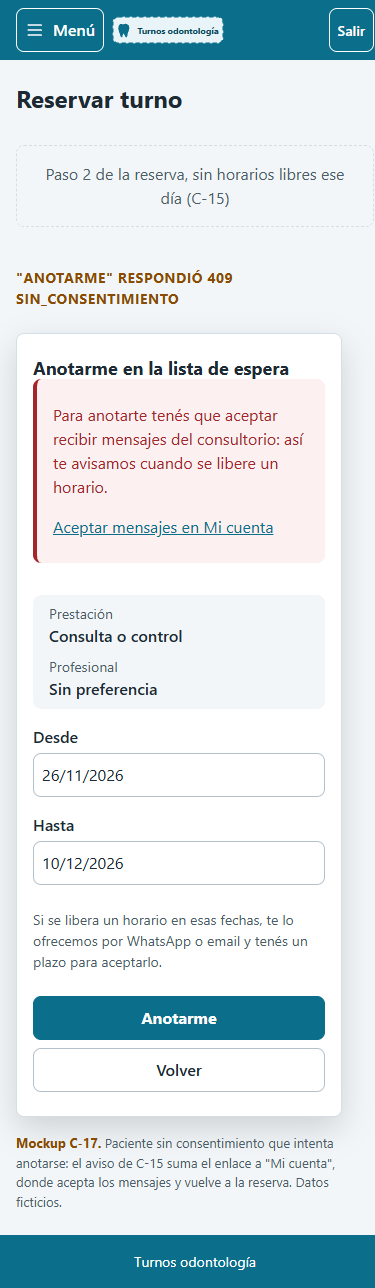 Menú
Turnos odontología
Salir
Reservar turno
Paso 2 de la reserva, sin horarios libres ese
día (C-15)
"ANOTARME" RESPONDIÓ 409
SIN_CONSENTIMIENTO
Anotarme en la lista de espera
Para anotarte tenés que aceptar
recibir mensajes del consultorio: así
te avisamos cuando se libere un
horario.
Aceptar mensajes en Mi cuenta
Prestación
Consulta o control
Profesional
Sin preferencia
Desde
26/11/2026
Hasta
10/12/2026
Si se libera un horario en esas fechas, te lo
ofrecemos por WhatsApp o email y tenés un
plazo para aceptarlo.
Anotarme
Volver
Mockup C-17. Paciente sin consentimiento que intenta
anotarse: el aviso de C-15 suma el enlace a "Mi cuenta",
donde acepta los mensajes y vuelve a la reserva. Datos
ficticios.
Turnos odontología